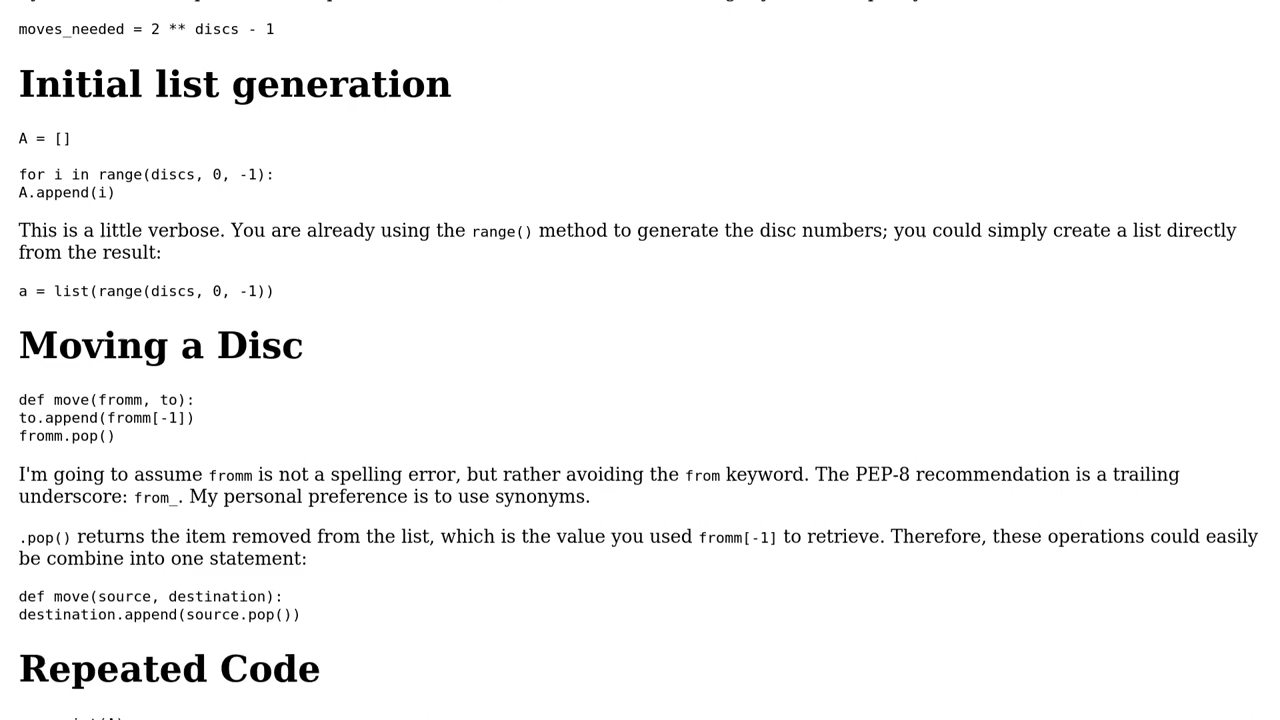 moves_needed = 2 ** discs - 1
Initial list generation
A = []
for i in range(discs, 0, -1):
A.append(i)
This is a little verbose. You are already using the range() method to generate the disc numbers; you could simply create a list directly
from the result:
a = list(range(discs, 0, -1))
Moving a Disc
def move(fromm, to):
to.append(fromm[-1])
fromm.pop()
I'm going to assume fromm is not a spelling error, but rather avoiding the from keyword. The PEP-8 recommendation is a trailing
underscore: from_. My personal preference is to use synonyms.
.pop() returns the item removed from the list, which is the value you used fromm[-1] to retrieve. Therefore, these operations could easily
be combine into one statement:
def move(source, destination):
destination.append(source.pop())
Repeated Code